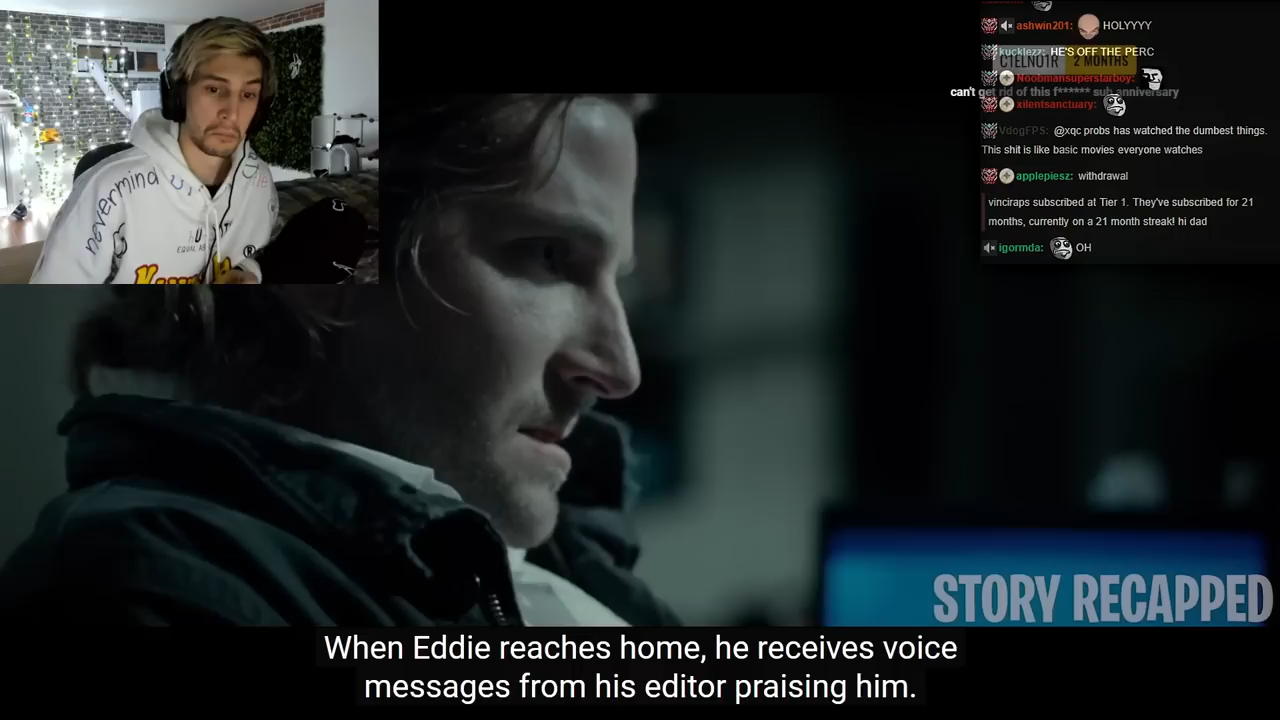 ashwin201: HOLYYYY
kucklezz: HE'S OFF THE PERC
C1ELNO1R 2 MONTHS
Noobmansuperstarboy:
can't get rid of this f****** sub anniversary
xilentsanctuary:
VdogFPS: @xqc probs has watched the dumbest things.
This shit is like basic movies everyone watches
applepiesz: withdrawal
vinciraps subscribed at Tier 1. They've subscribed for 21
months, currently on a 21 month streak! hi dad
igormda: OH
nevermind
STORY RECAPPED
When Eddie reaches home, he receives voice
messages from his editor praising him.